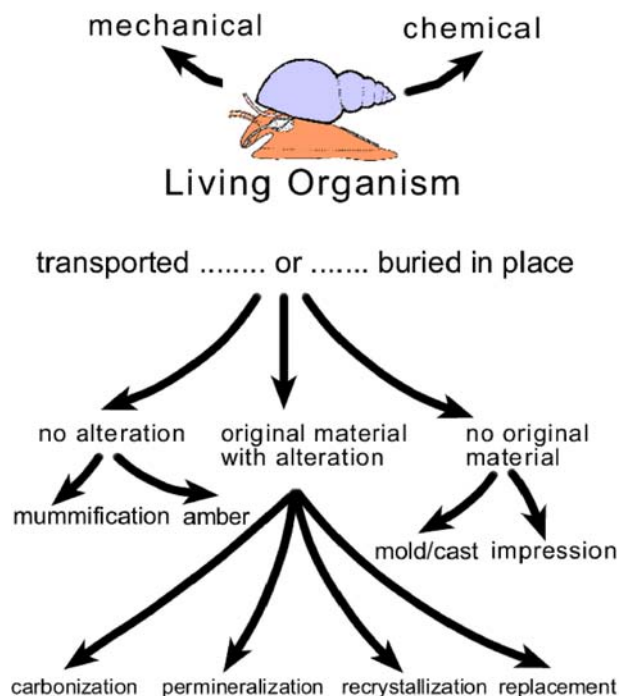 mechanical
chemical
Living Organism
transported ........ or ....... buried in place
no alteration
original material
with alteration
no original
material
mummification
amber
mold/cast
impression
carbonization
permineralization
recrystallization
replacement